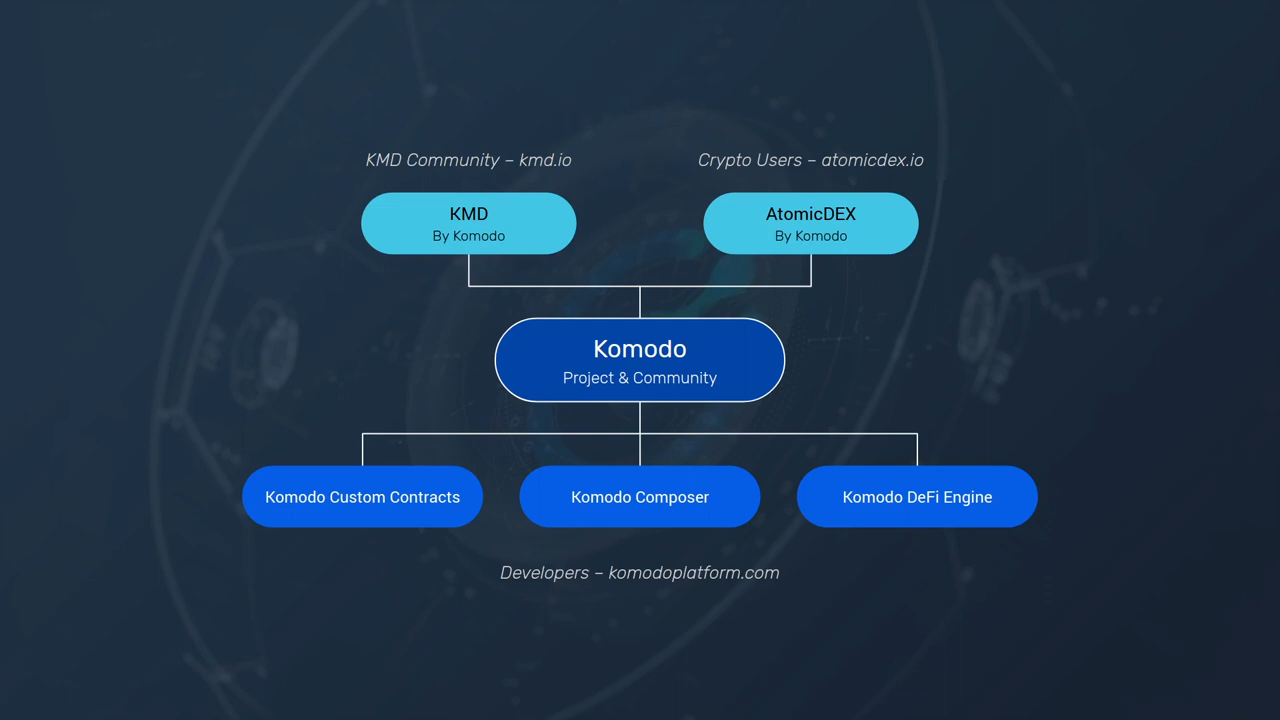 KMD Community – kmd.io
Crypto Users – atomicdex.io
KMD
By Komodo
AtomicDEX
By Komodo
Komodo
Project & Community
Komodo Custom Contracts
Komodo Composer
Komodo DeFi Engine
Developers – komodoplatform.com